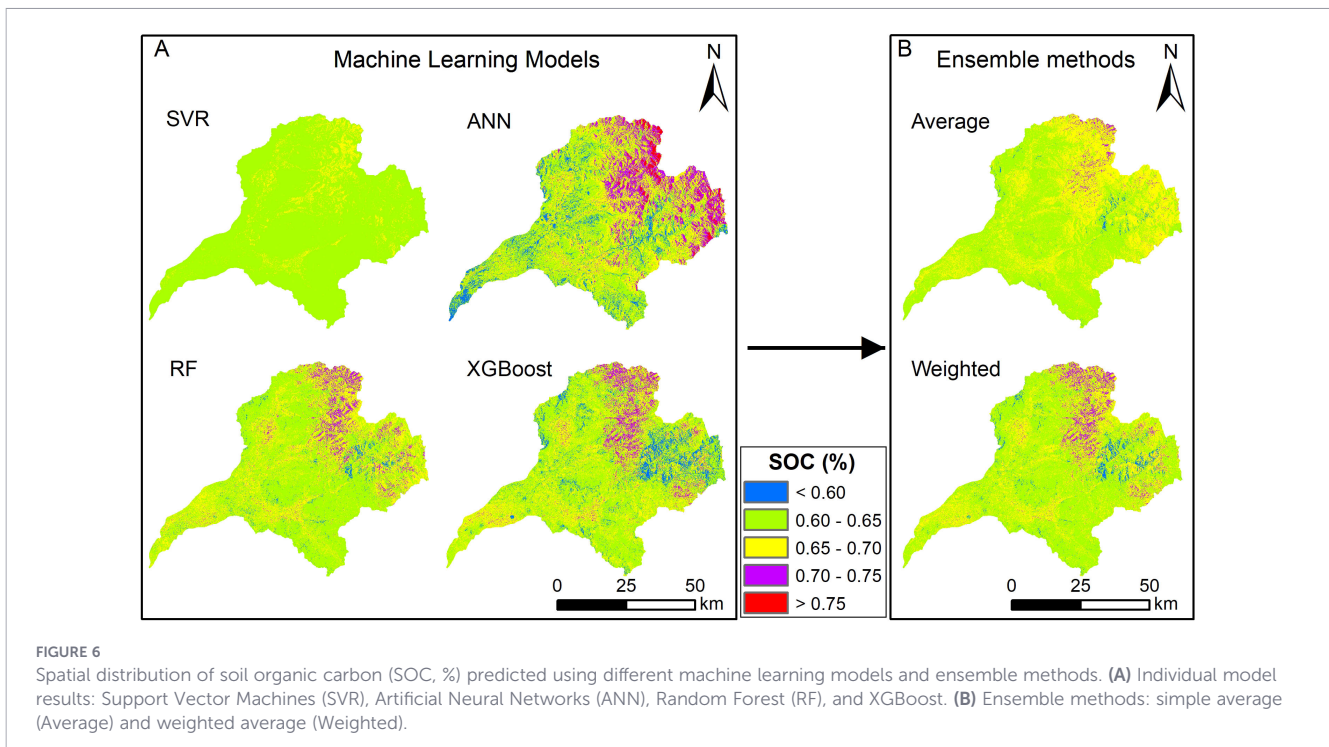 A
Machine Learning Models
N
SVR
ANN
RF
XGBoost
0 25 50
km
SOC (%)
< 0.60
0.60 - 0.65
0.65 - 0.70
0.70 - 0.75
> 0.75
B
Ensemble methods
N
Average
Weighted
0 25 50
km
FIGURE 6
Spatial distribution of soil organic carbon (SOC, %) predicted using different machine learning models and ensemble methods. (A) Individual model
results: Support Vector Machines (SVR), Artificial Neural Networks (ANN), Random Forest (RF), and XGBoost. (B) Ensemble methods: simple average
(Average) and weighted average (Weighted).